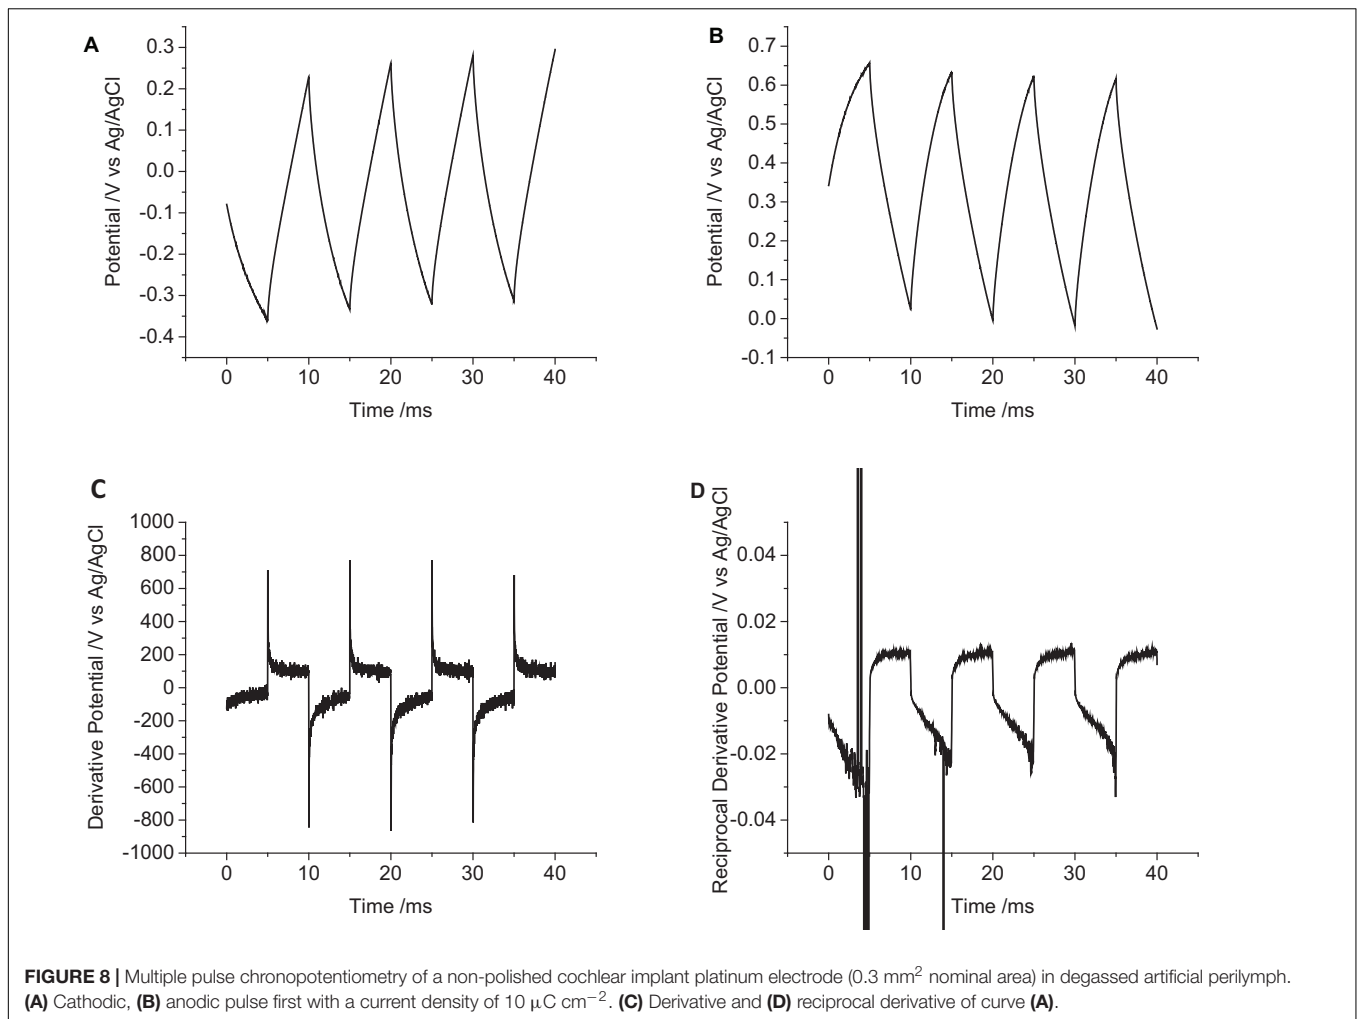 A
Potential /V vs Ag/AgCl
0.3
0.2
0.1
0.0
-0.1
-0.2
-0.3
-0.4
0 10 20 30 40
Time /ms
B
Potential /V vs Ag/AgCl
0.7
0.6
0.5
0.4
0.3
0.2
0.1
0.0
-0.1
0 10 20 30 40
Time /ms
C
Derivative Potential /V vs Ag/AgCl
1000
800
600
400
200
0
-200
-400
-600
-800
-1000
0 10 20 30 40
Time /ms
D
Reciprocal Derivative Potential /V vs Ag/AgCl
0.04
0.02
0.00
-0.02
-0.04
0 10 20 30 40
Time /ms
FIGURE 8 | Multiple pulse chronopotentiometry of a non-polished cochlear implant platinum electrode (0.3 mm² nominal area) in degassed artificial perilymph.
(A) Cathodic, (B) anodic pulse first with a current density of 10 μC cm⁻². (C) Derivative and (D) reciprocal derivative of curve (A).